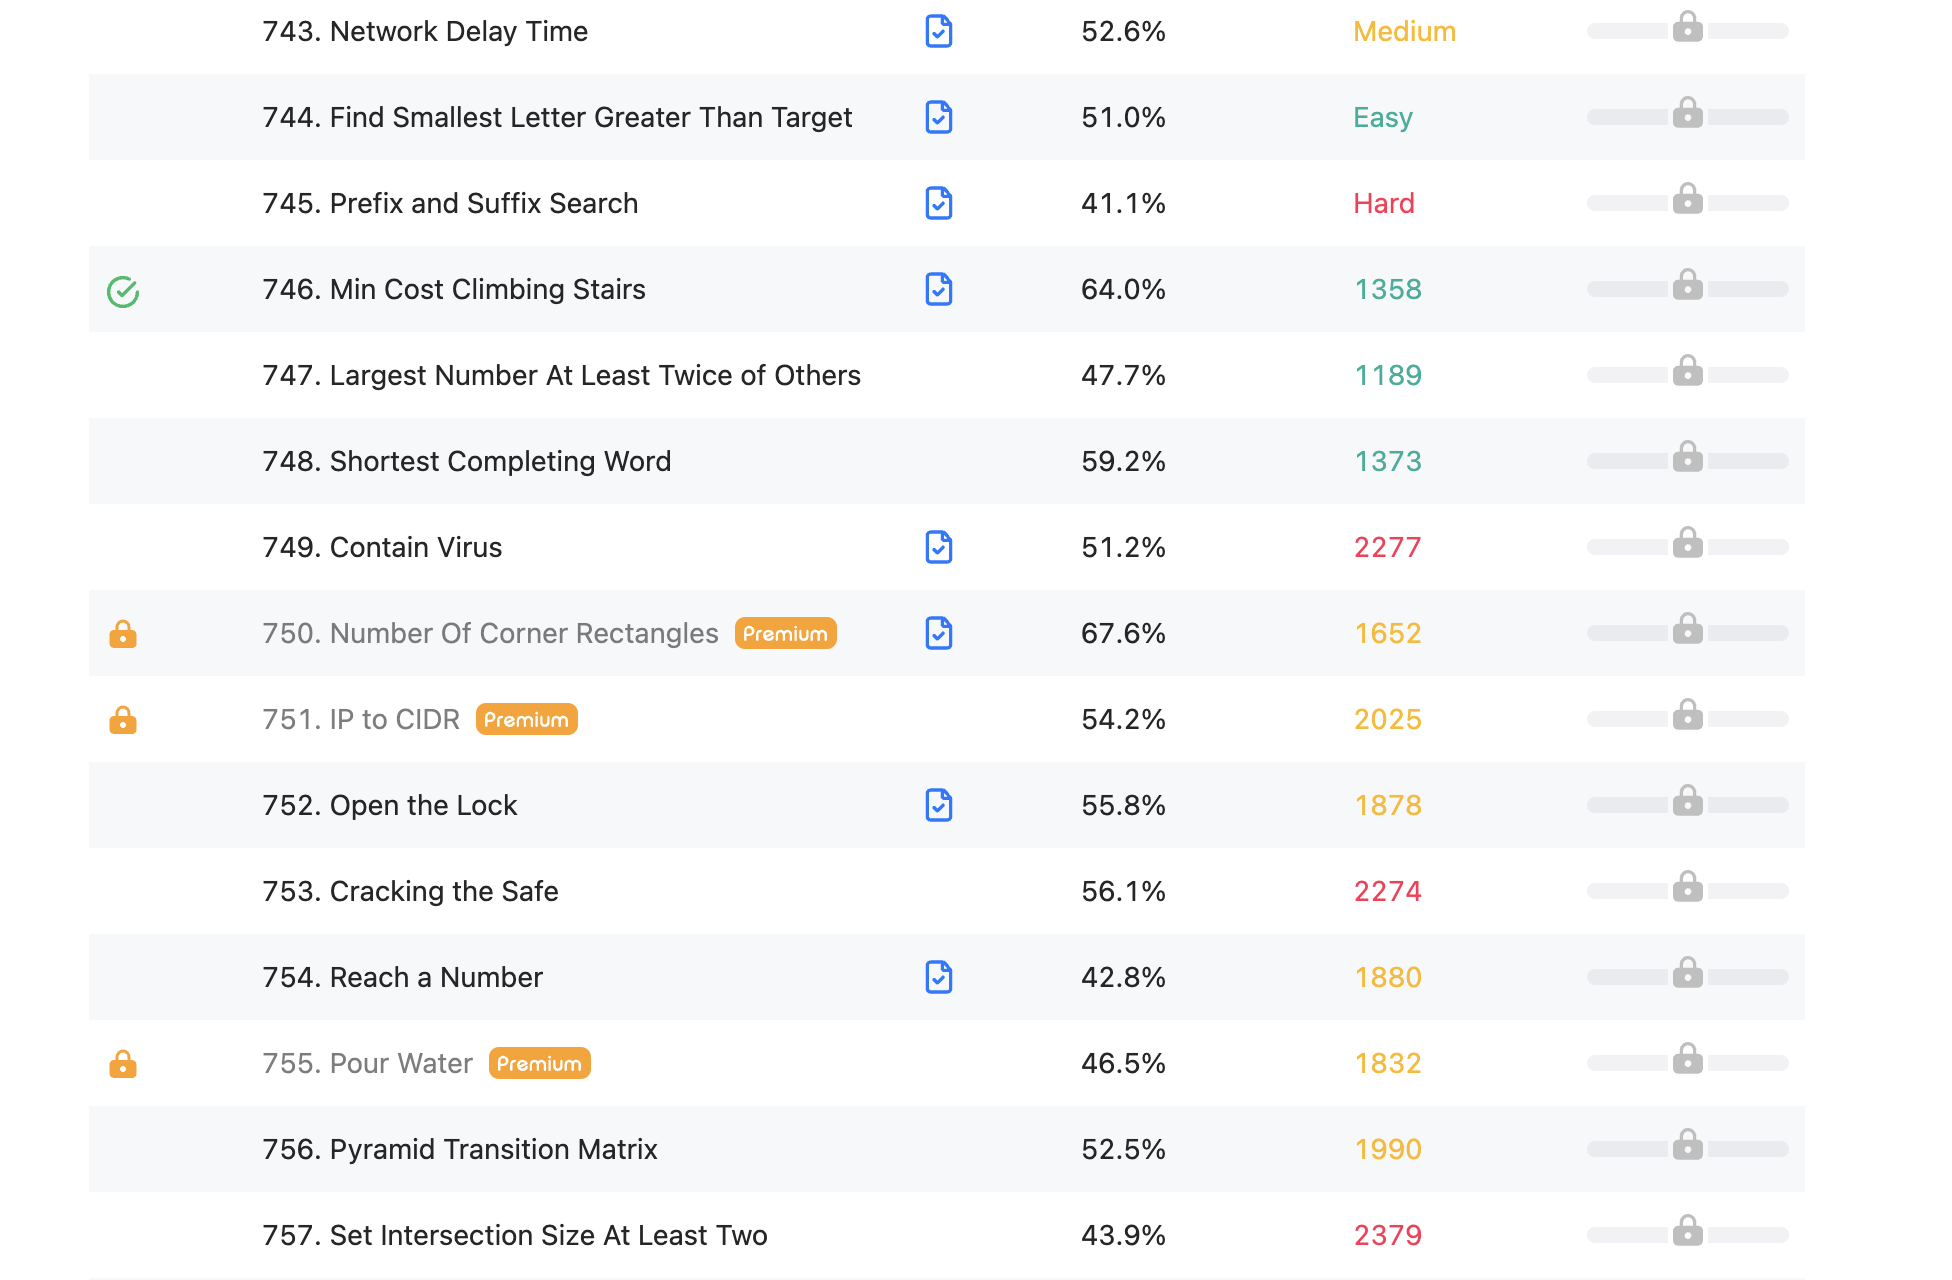 743. Network Delay Time 52.6% Medium
744. Find Smallest Letter Greater Than Target 51.0% Easy
745. Prefix and Suffix Search 41.1% Hard
746. Min Cost Climbing Stairs 64.0% 1358
747. Largest Number At Least Twice of Others 47.7% 1189
748. Shortest Completing Word 59.2% 1373
749. Contain Virus 51.2% 2277
750. Number Of Corner Rectangles Premium 67.6% 1652
751. IP to CIDR Premium 54.2% 2025
752. Open the Lock 55.8% 1878
753. Cracking the Safe 56.1% 2274
754. Reach a Number 42.8% 1880
755. Pour Water Premium 46.5% 1832
756. Pyramid Transition Matrix 52.5% 1990
757. Set Intersection Size At Least Two 43.9% 2379